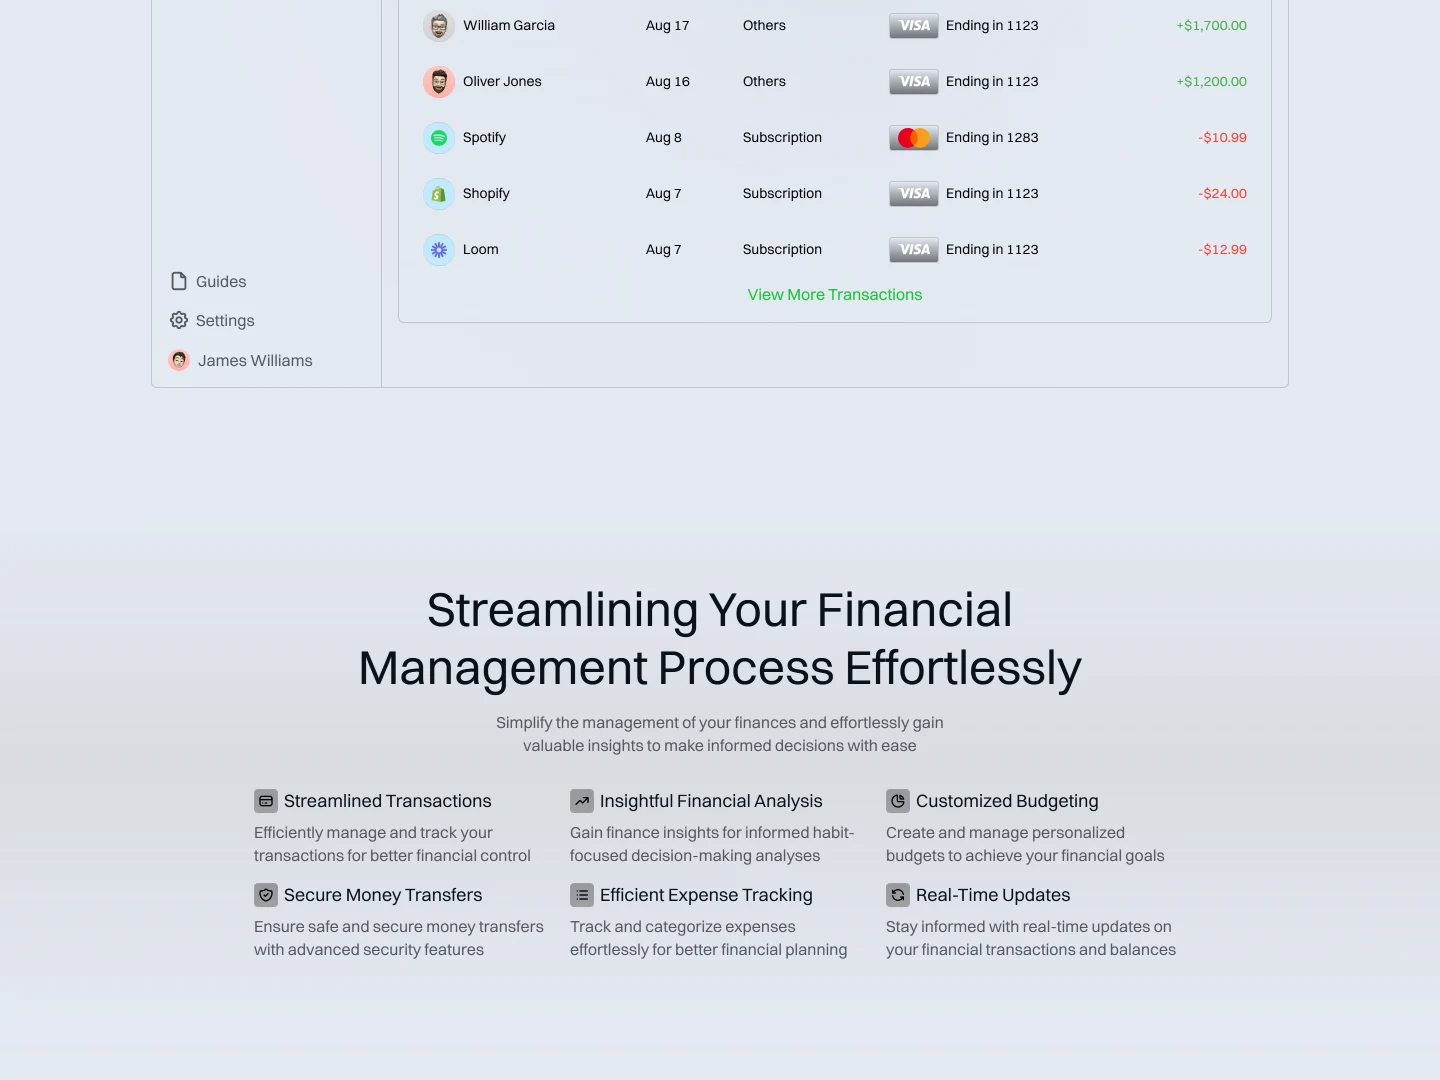 William Garcia Aug 17 Others VISA Ending in 1123 +$1,700.00
Oliver Jones Aug 16 Others VISA Ending in 1123 +$1,200.00
Spotify Aug 8 Subscription Ending in 1283 -$10.99
Shopify Aug 7 Subscription VISA Ending in 1123 -$24.00
Loom Aug 7 Subscription VISA Ending in 1123 -$12.99
View More Transactions
Guides
Settings
James Williams
Streamlining Your Financial
Management Process Effortlessly
Simplify the management of your finances and effortlessly gain
valuable insights to make informed decisions with ease
Streamlined Transactions
Efficiently manage and track your
transactions for better financial control
Insightful Financial Analysis
Gain finance insights for informed habit-
focused decision-making analyses
Customized Budgeting
Create and manage personalized
budgets to achieve your financial goals
Secure Money Transfers
Ensure safe and secure money transfers
with advanced security features
Efficient Expense Tracking
Track and categorize expenses
effortlessly for better financial planning
Real-Time Updates
Stay informed with real-time updates on
your financial transactions and balances